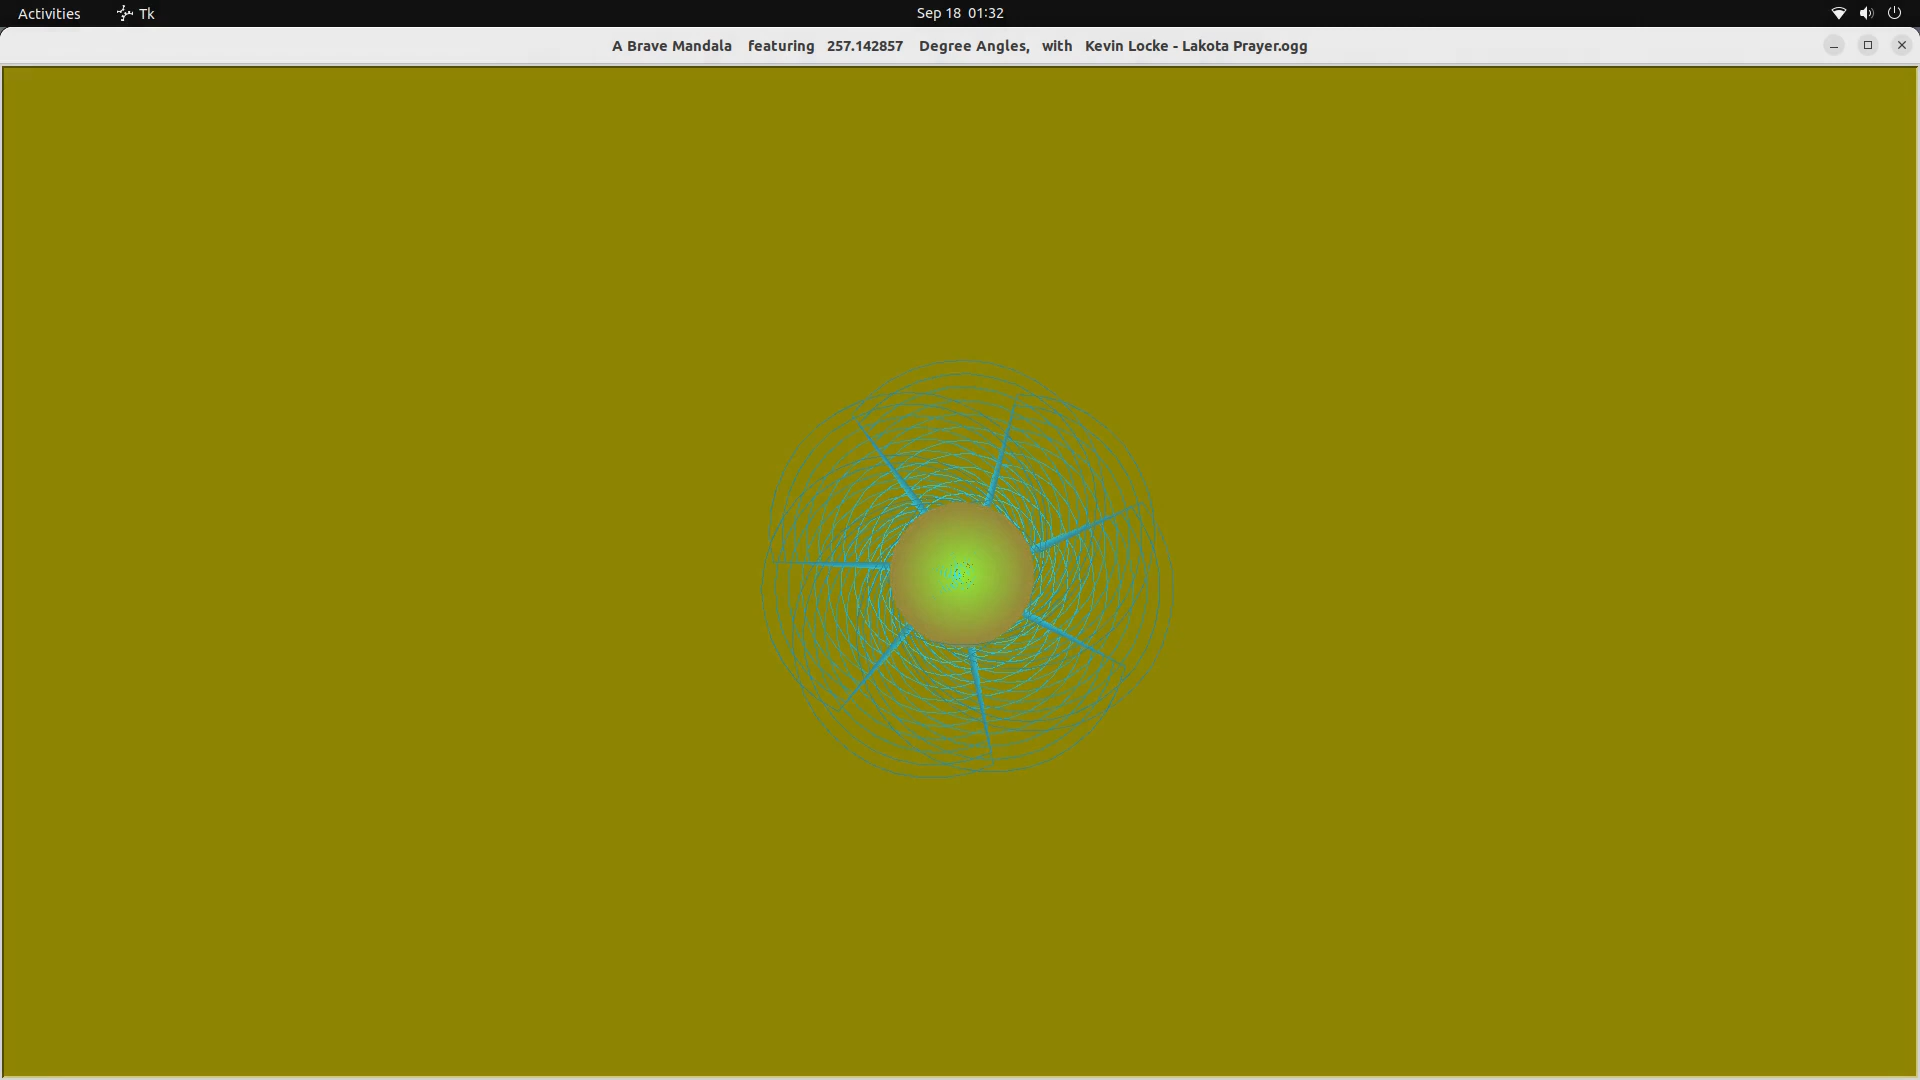 Activities Tk Sep 18 01:32
A Brave Mandala featuring 257.142857 Degree Angles, with Kevin Locke - Lakota Prayer.ogg